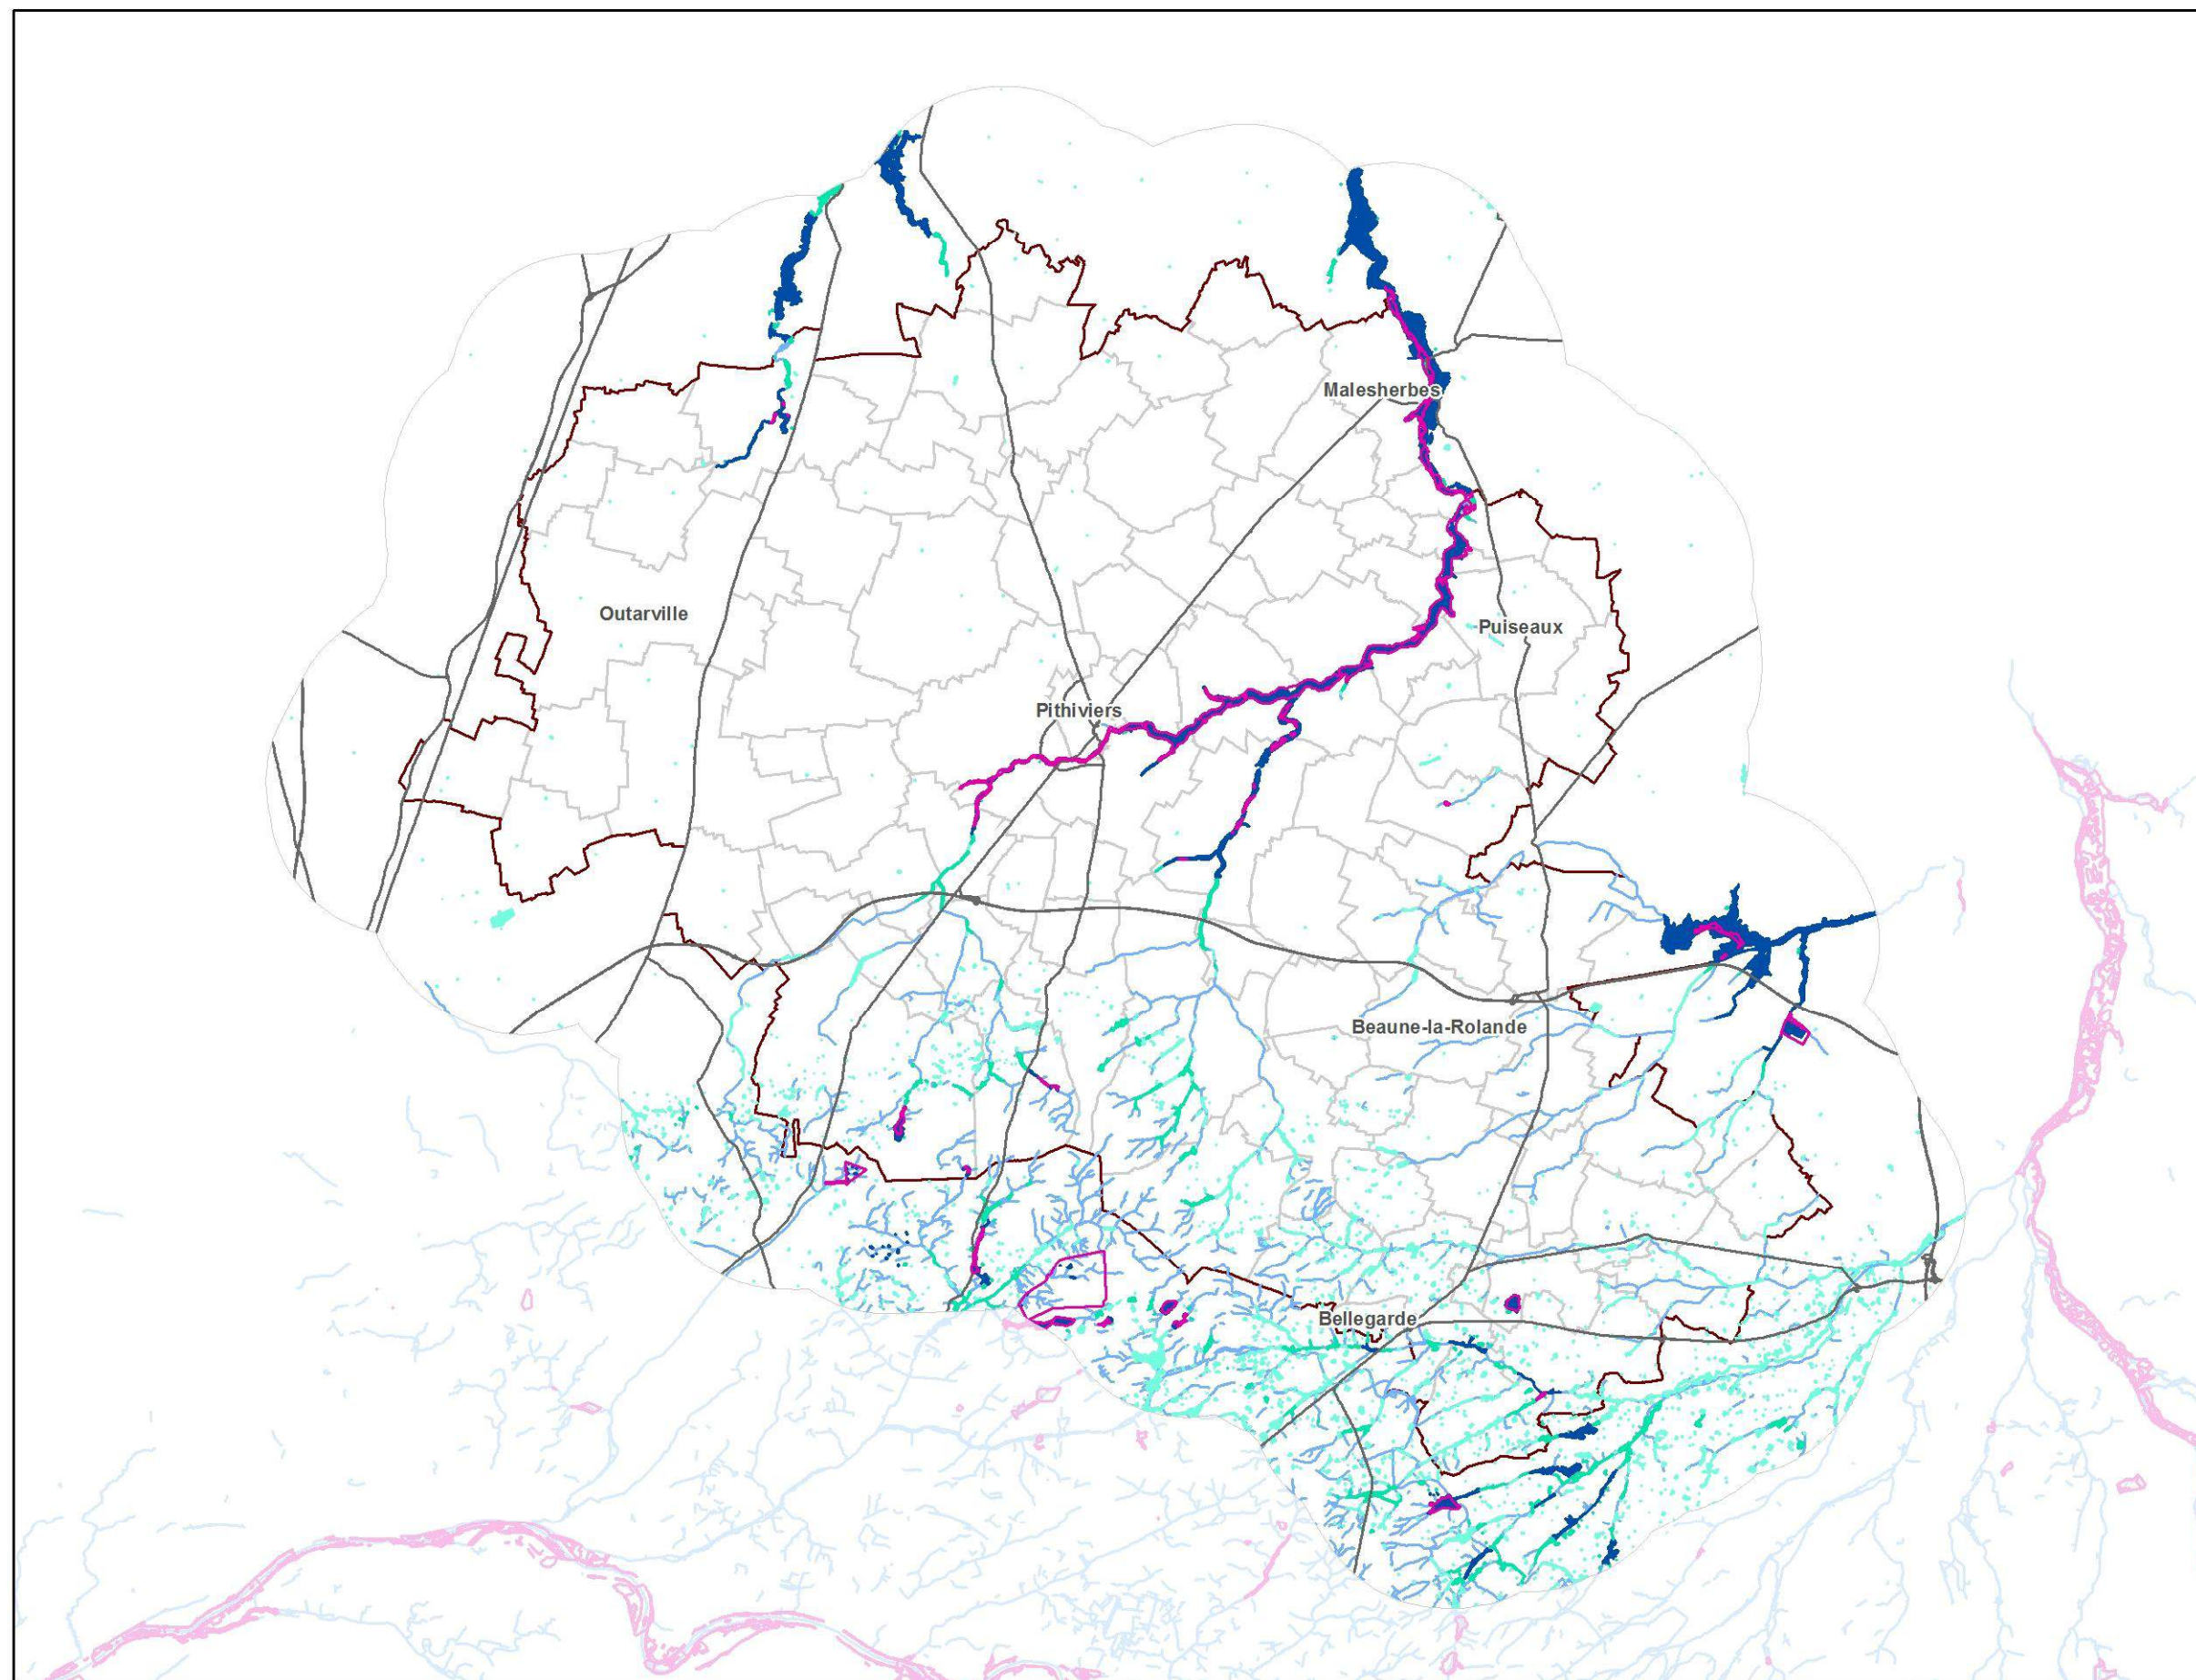 Malesherbes
Outarville
Puiseaux
Pithiviers
Beaune-la-Rolande
Bellegarde